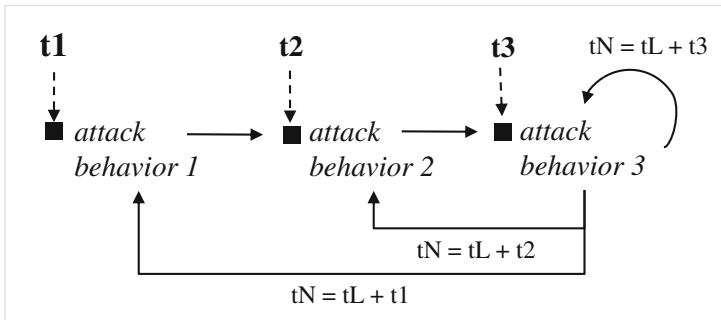 t1
t2
t3
tN = tL + t3
attack
behavior 1
attack
behavior 2
attack
behavior 3
tN = tL + t2
tN = tL + t1